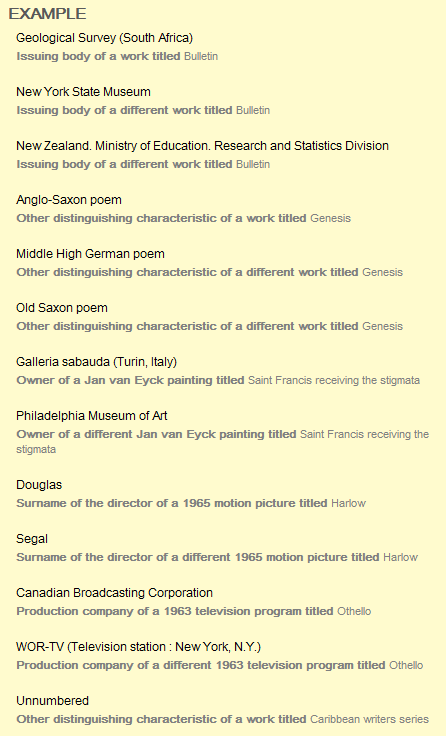 EXAMPLE
Geological Survey (South Africa)
Issuing body of a work titled Bulletin
New York State Museum
Issuing body of a different work titled Bulletin
New Zealand. Ministry of Education. Research and Statistics Division
Issuing body of a different work titled Bulletin
Anglo-Saxon poem
Other distinguishing characteristic of a work titled Genesis
Middle High German poem
Other distinguishing characteristic of a different work titled Genesis
Old Saxon poem
Other distinguishing characteristic of a different work titled Genesis
Galleria sabauda (Turin, Italy)
Owner of a Jan van Eyck painting titled Saint Francis receiving the stigmata
Philadelphia Museum of Art
Owner of a different Jan van Eyck painting titled Saint Francis receiving the
stigmata
Douglas
Surname of the director of a 1965 motion picture titled Harlow
Segal
Surname of the director of a different 1965 motion picture titled Harlow
Canadian Broadcasting Corporation
Production company of a 1963 television program titled Othello
WOR-TV (Television station : New York, N.Y.)
Production company of a different 1963 television program titled Othello
Unnumbered
Other distinguishing characteristic of a work titled Caribbean writers series